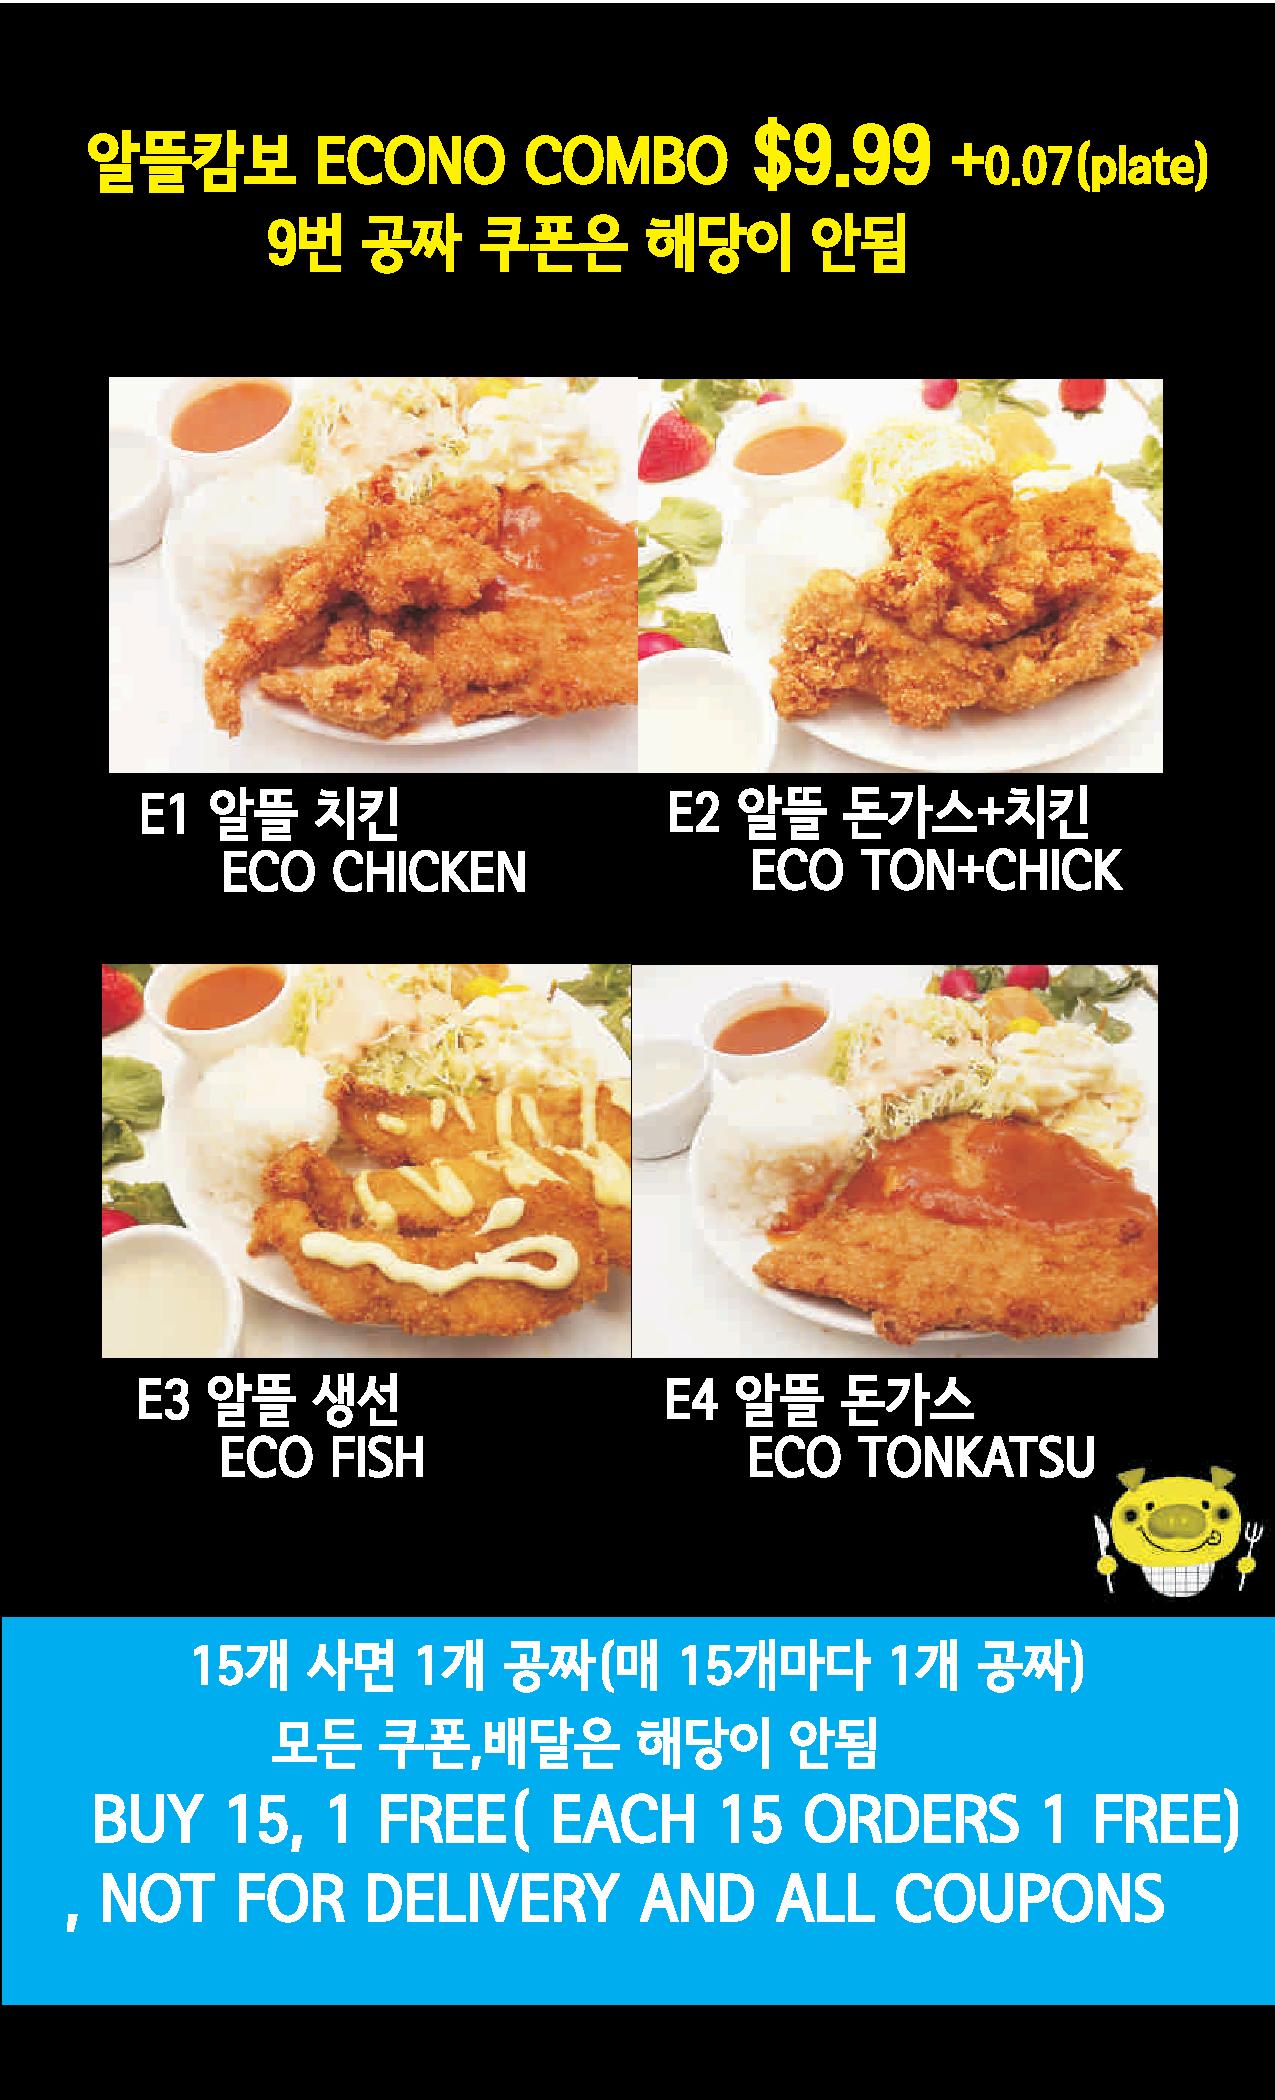 알뜰캄보 ECONO COMBO $9.99 +0.07(plate)
9번 공짜 쿠폰은 해당이 안됨
E1 알뜰 치킨
ECO CHICKEN
E2 알뜰 돈가스+치킨
ECO TON+CHICK
E3 알뜰 생선
ECO FISH
E4 알뜰 돈가스
ECO TONKATSU
15개 사면 1개 공짜(매 15개마다 1개 공짜)
모든 쿠폰,배달은 해당이 안됨
BUY 15, 1 FREE( EACH 15 ORDERS 1 FREE)
, NOT FOR DELIVERY AND ALL COUPONS